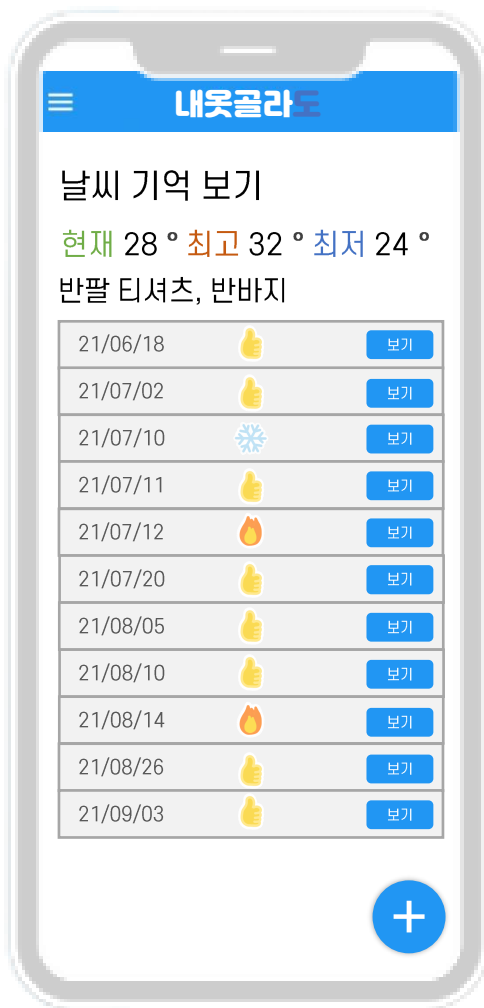 내옷골라도
날씨 기억 보기
현재 28 º 최고 32 º 최저 24 º
반팔 티셔츠, 반바지
21/06/18 보기
21/07/02 보기
21/07/10 보기
21/07/11 보기
21/07/12 보기
21/07/20 보기
21/08/05 보기
21/08/10 보기
21/08/14 보기
21/08/26 보기
21/09/03 보기